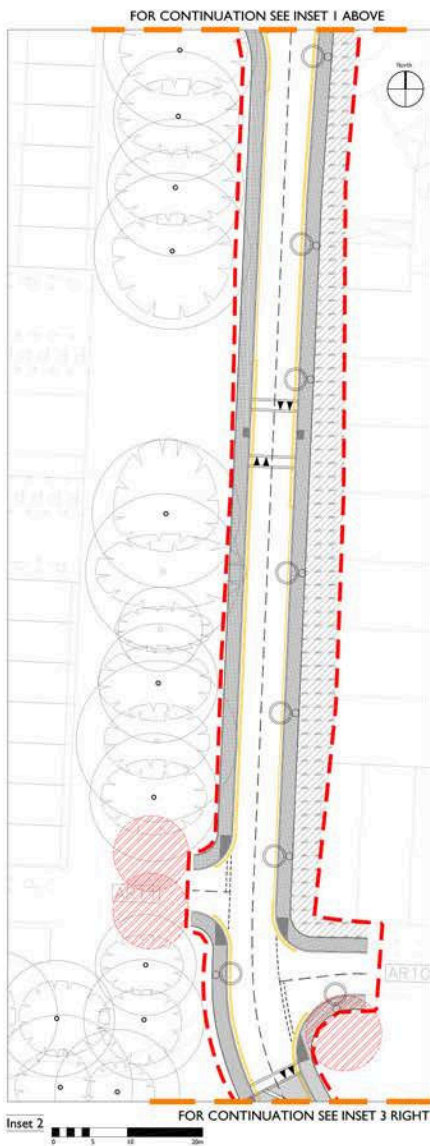 FOR CONTINUATION SEE INSET 1 ABOVE
North
FOR CONTINUATION SEE INSET 3 RIGHT
Inset 2
0 5 10 20m